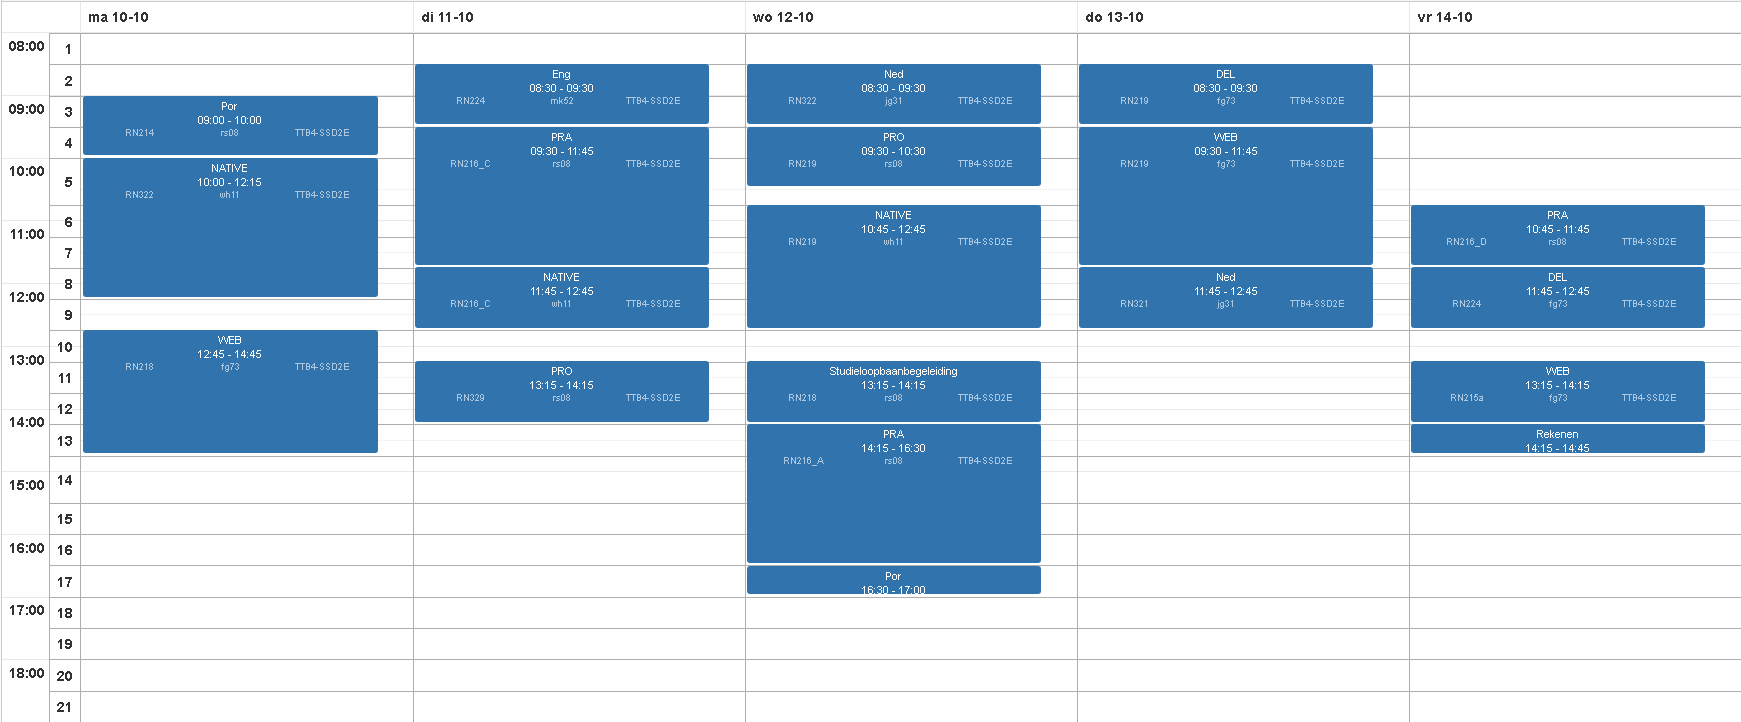 ma 10-10 di 11-10 wo 12-10 do 13-10 vr 14-10
08:00
09:00
10:00
11:00
12:00
13:00
14:00
15:00
16:00
17:00
18:00
1
2
3
4
5
6
7
8
9
10
11
12
13
14
15
16
17
18
19
20
21
Por
09:00 - 10:00
RN214 rs08 TTB4-SSD2E
NATIVE
10:00 - 12:15
RN322 wh11 TTB4-SSD2E
WEB
12:45 - 14:45
RN218 fg73 TTB4-SSD2E
Eng
08:30 - 09:30
RN224 mk52 TTB4-SSD2E
PRA
09:30 - 11:45
RN216_C rs08 TTB4-SSD2E
NATIVE
11:45 - 12:45
RN216_C wh11 TTB4-SSD2E
PRO
13:15 - 14:15
RN329 rs08 TTB4-SSD2E
Ned
08:30 - 09:30
RN322 jg31 TTB4-SSD2E
PRO
09:30 - 10:30
RN219 rs08 TTB4-SSD2E
NATIVE
10:45 - 12:45
RN219 wh11 TTB4-SSD2E
Studieloopbaanbegeleiding
13:15 - 14:15
RN218 rs08 TTB4-SSD2E
PRA
14:15 - 16:30
RN216_A rs08 TTB4-SSD2E
Por
16:30 - 17:00
DEL
08:30 - 09:30
RN219 fg73 TTB4-SSD2E
WEB
09:30 - 11:45
RN219 fg73 TTB4-SSD2E
Ned
11:45 - 12:45
RN321 jg31 TTB4-SSD2E
PRA
10:45 - 11:45
RN216_D rs08 TTB4-SSD2E
DEL
11:45 - 12:45
RN224 fg73 TTB4-SSD2E
WEB
13:15 - 14:15
RN215a fg73 TTB4-SSD2E
Rekenen
14:15 - 14:45